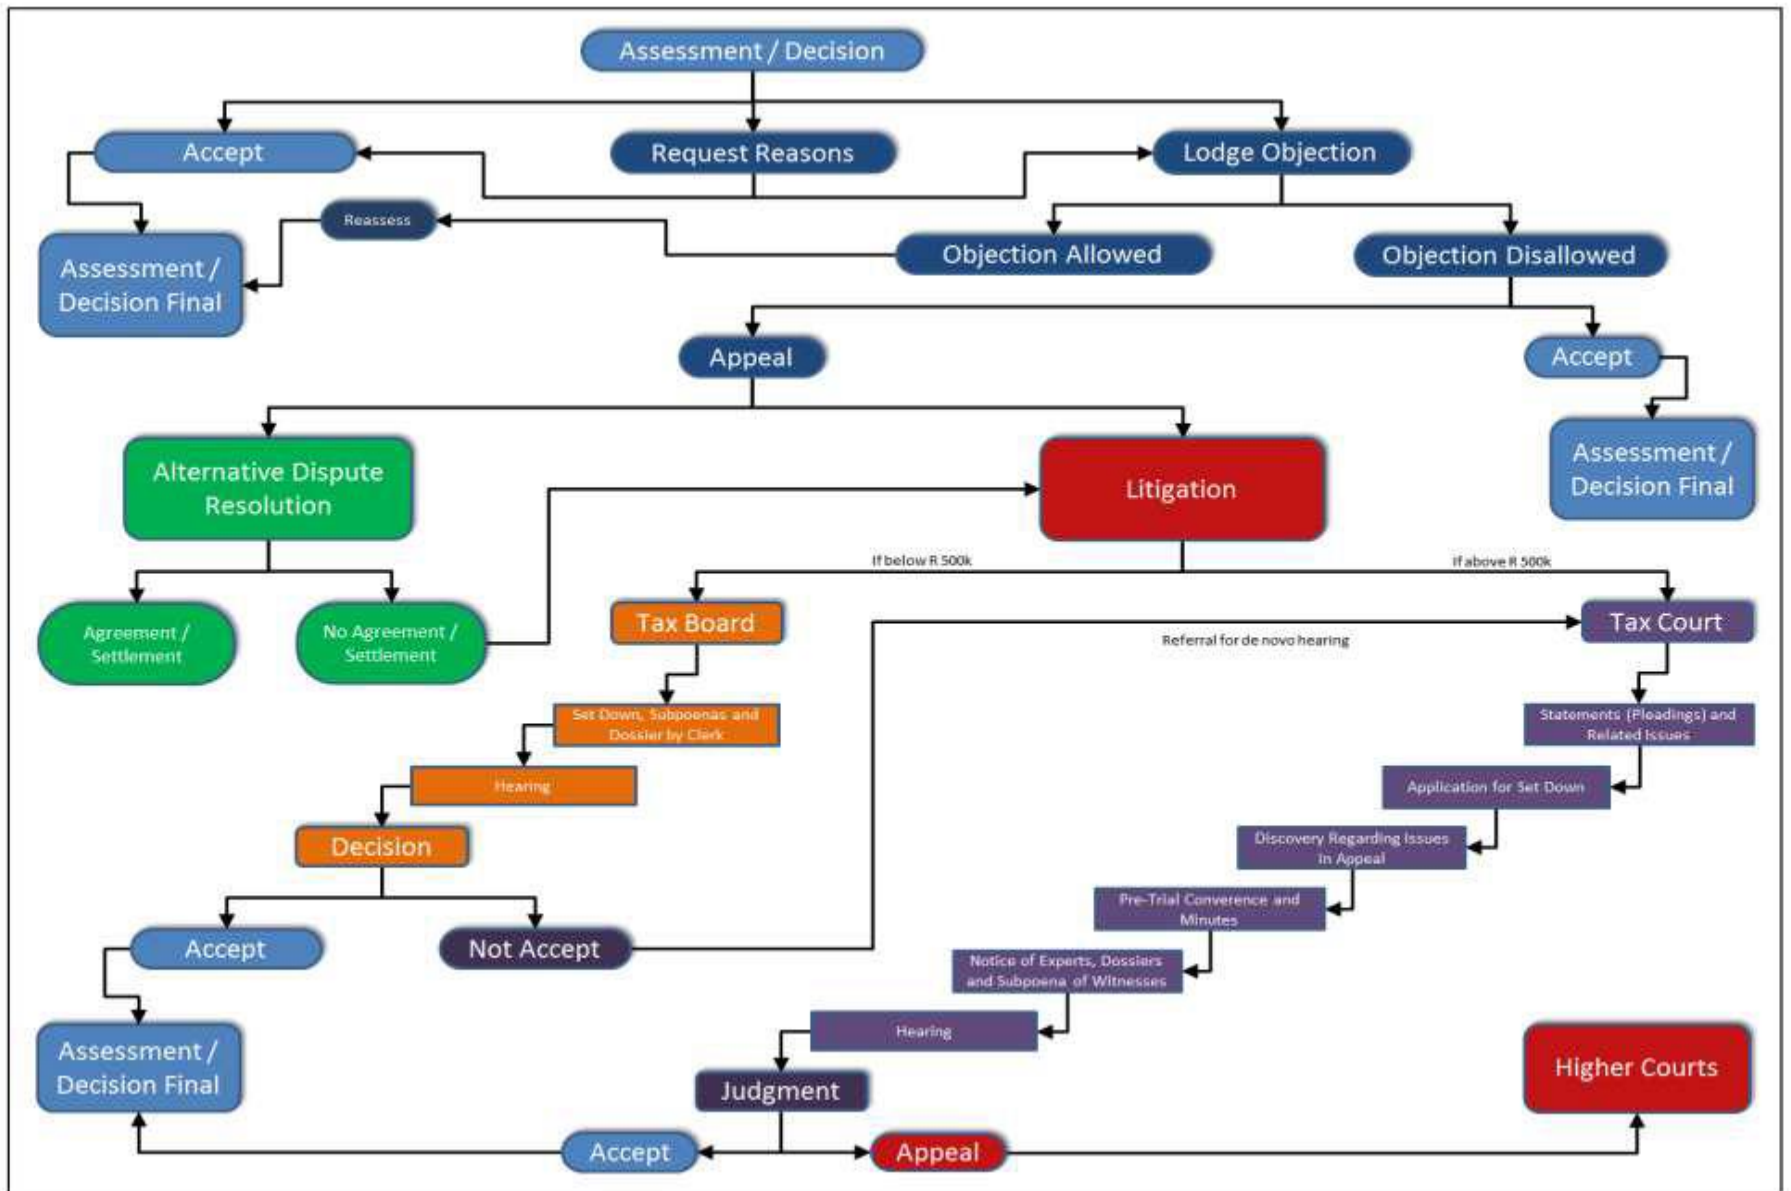 Assessment / Decision
Accept
Request Reasons
Lodge Objection
Reassess
Objection Allowed
Objection Disallowed
Assessment /
Decision Final
Appeal
Accept
Alternative Dispute
Resolution
Litigation
Assessment /
Decision Final
If below R 500k
If above R 500k
Agreement /
Settlement
No Agreement /
Settlement
Tax Board
Tax Court
Referral for de novo hearing
Set Down, Subpoenas and
Dossier by Clerk
Statements (Pleadings) and
Related Issues
Hearing
Application for Set Down
Decision
Discovery Regarding Issues
in Appeal
Pre-Trial Converence and
Minutes
Accept
Not Accept
Notice of Experts, Dossiers
and Subpoena of Witnesses
Hearing
Assessment /
Decision Final
Higher Courts
Judgment
Accept
Appeal